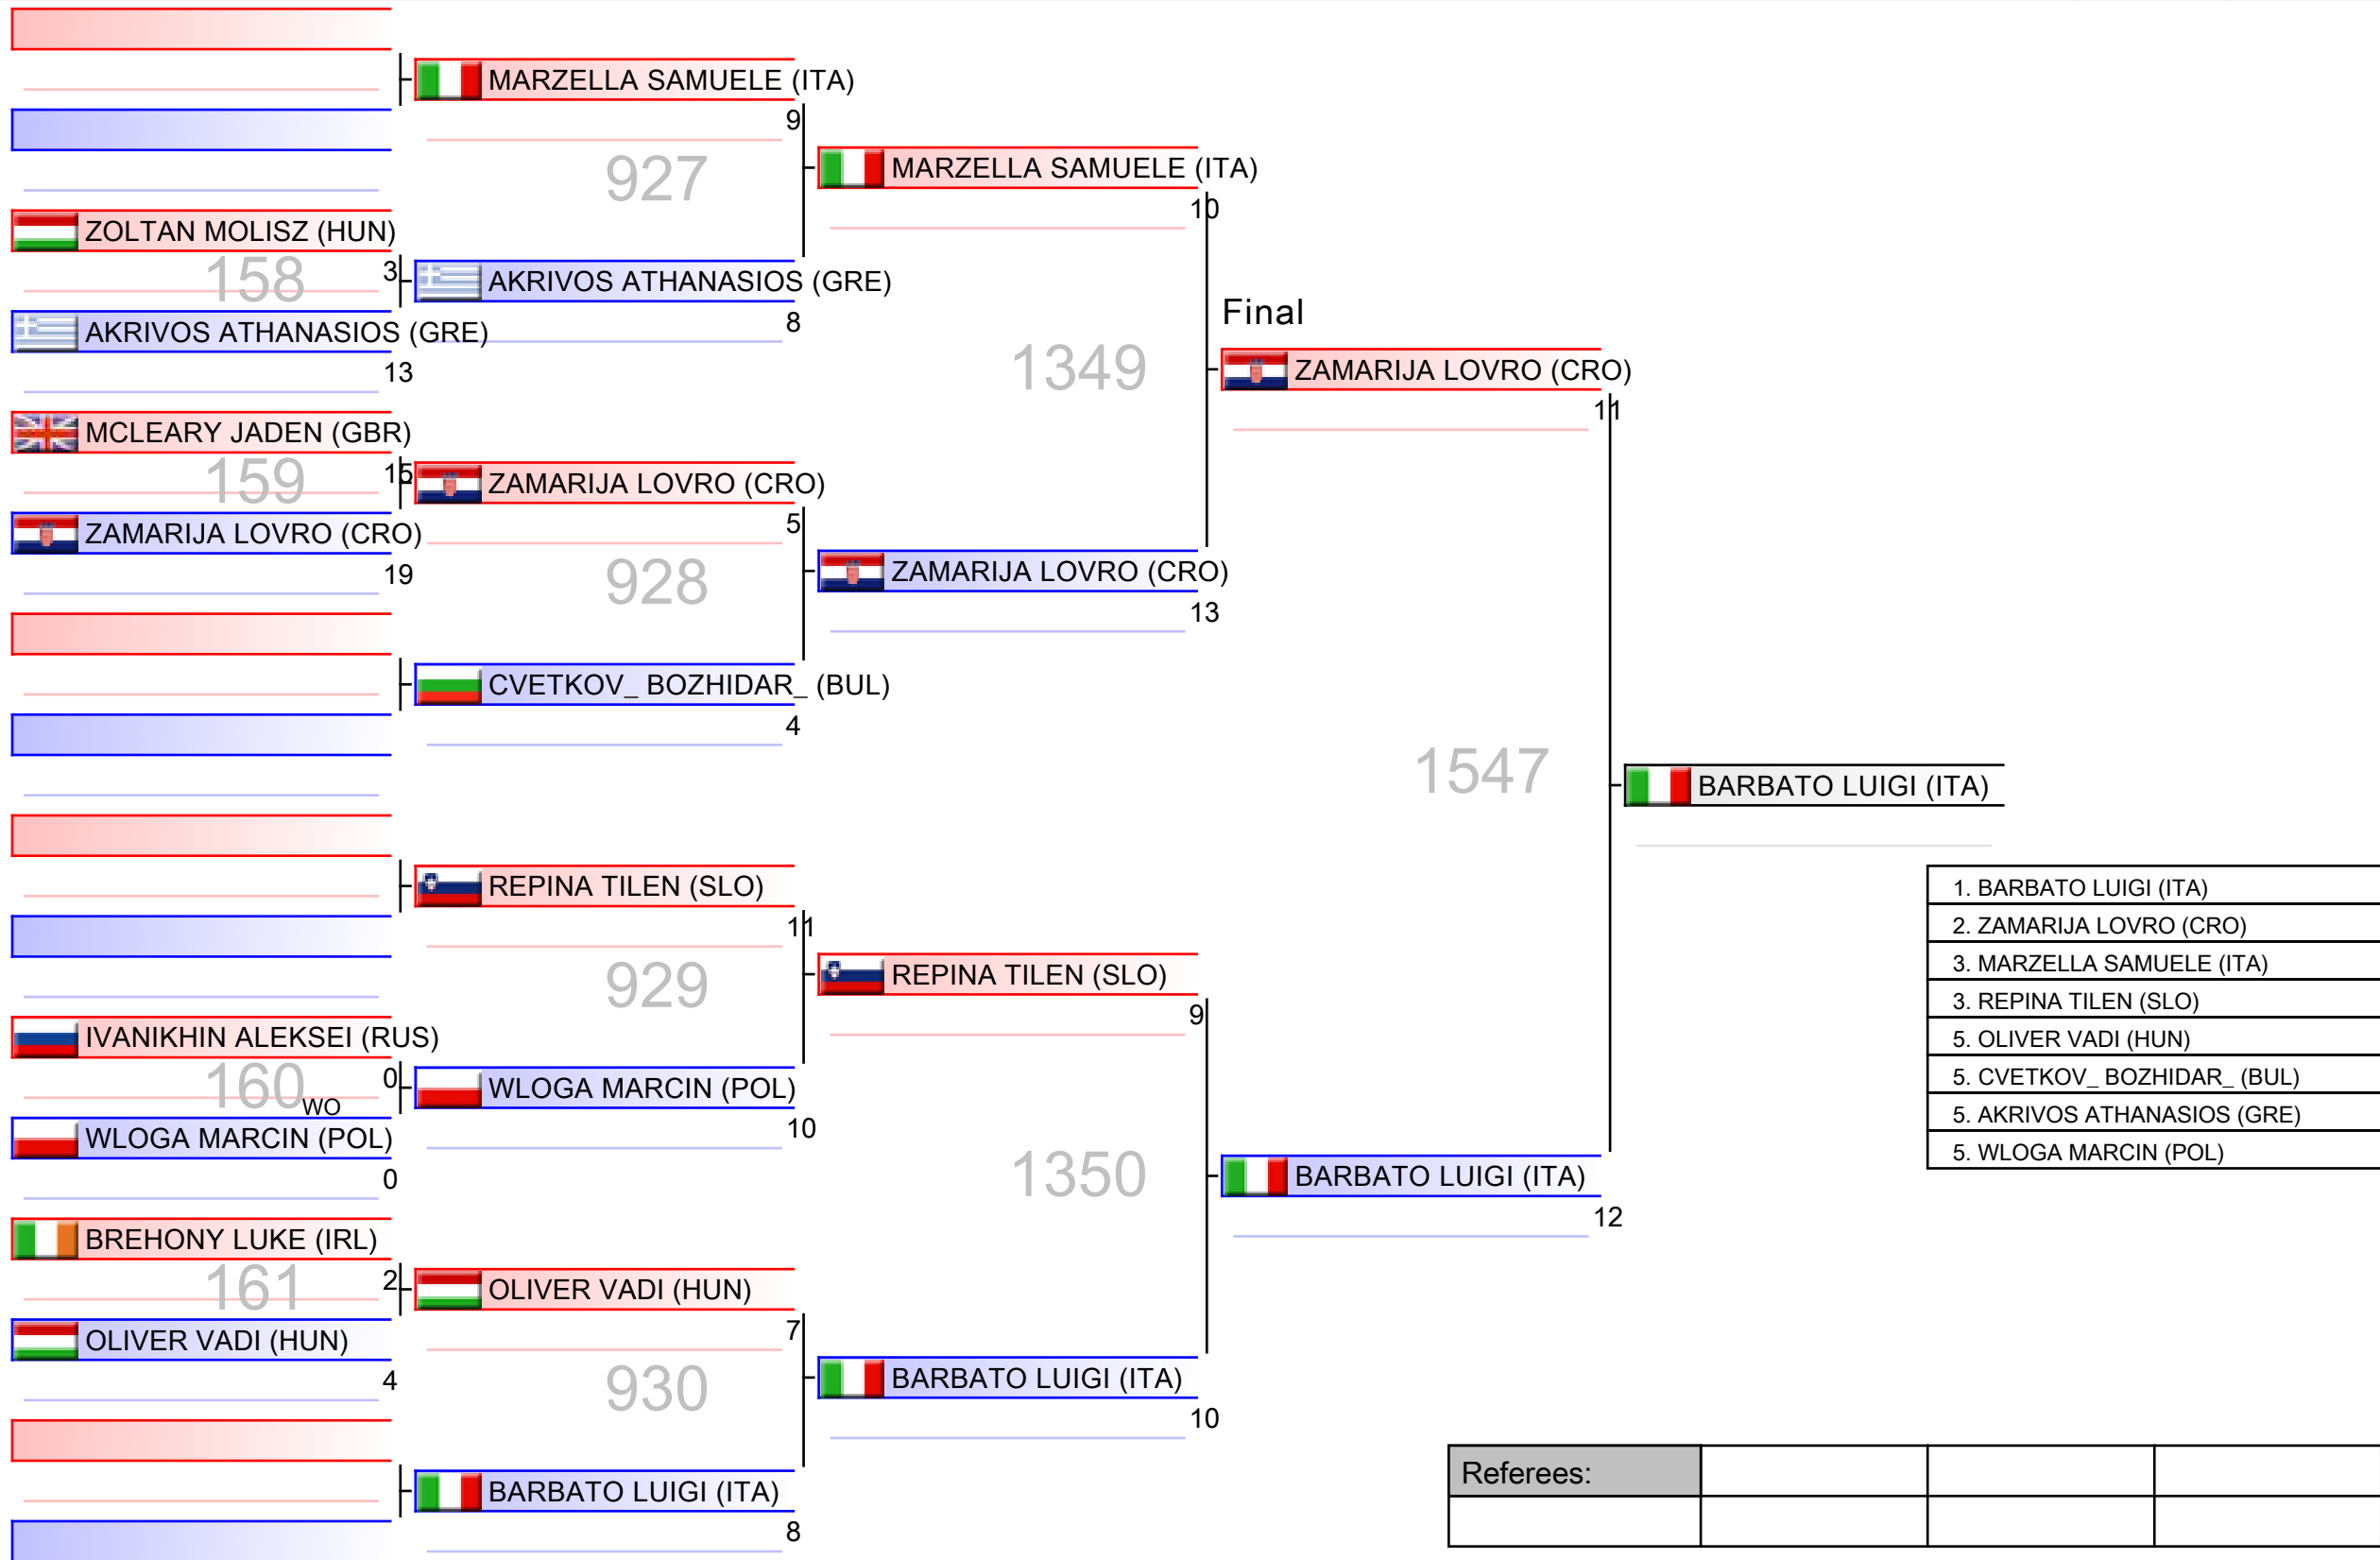 MARZELLA SAMUELE (ITA)
9
927
MARZELLA SAMUELE (ITA)
10
ZOLTAN MOLISZ (HUN)
3
158
AKRIVOS ATHANASIOS (GRE)
8
AKRIVOS ATHANASIOS (GRE)
13
Final
1349
ZAMARIJA LOVRO (CRO)
11
MCLEARY JADEN (GBR)
15
159
ZAMARIJA LOVRO (CRO)
5
ZAMARIJA LOVRO (CRO)
19
928
ZAMARIJA LOVRO (CRO)
13
CVETKOV_ BOZHIDAR_ (BUL)
4
1547
BARBATO LUIGI (ITA)
REPINA TILEN (SLO)
11
929
REPINA TILEN (SLO)
9
1. BARBATO LUIGI (ITA)
2. ZAMARIJA LOVRO (CRO)
3. MARZELLA SAMUELE (ITA)
3. REPINA TILEN (SLO)
5. OLIVER VADI (HUN)
5. CVETKOV_ BOZHIDAR_ (BUL)
5. AKRIVOS ATHANASIOS (GRE)
5. WLOGA MARCIN (POL)
IVANIKHIN ALEKSEI (RUS)
0
160
WO
WLOGA MARCIN (POL)
10
WLOGA MARCIN (POL)
0
1350
BARBATO LUIGI (ITA)
12
BREHONY LUKE (IRL)
2
161
OLIVER VADI (HUN)
7
OLIVER VADI (HUN)
4
930
BARBATO LUIGI (ITA)
10
BARBATO LUIGI (ITA)
8
Referees: